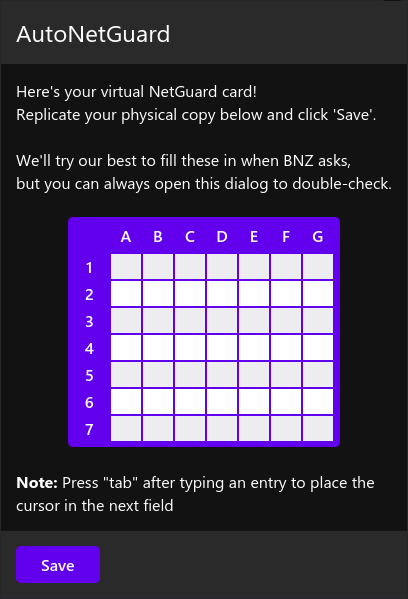 AutoNetGuard
Here's your virtual NetGuard card!
Replicate your physical copy below and click 'Save'.
We'll try our best to fill these in when BNZ asks,
but you can always open this dialog to double-check.
A B C D E F G
1
2
3
4
5
6
7
Note: Press "tab" after typing an entry to place the
cursor in the next field
Save